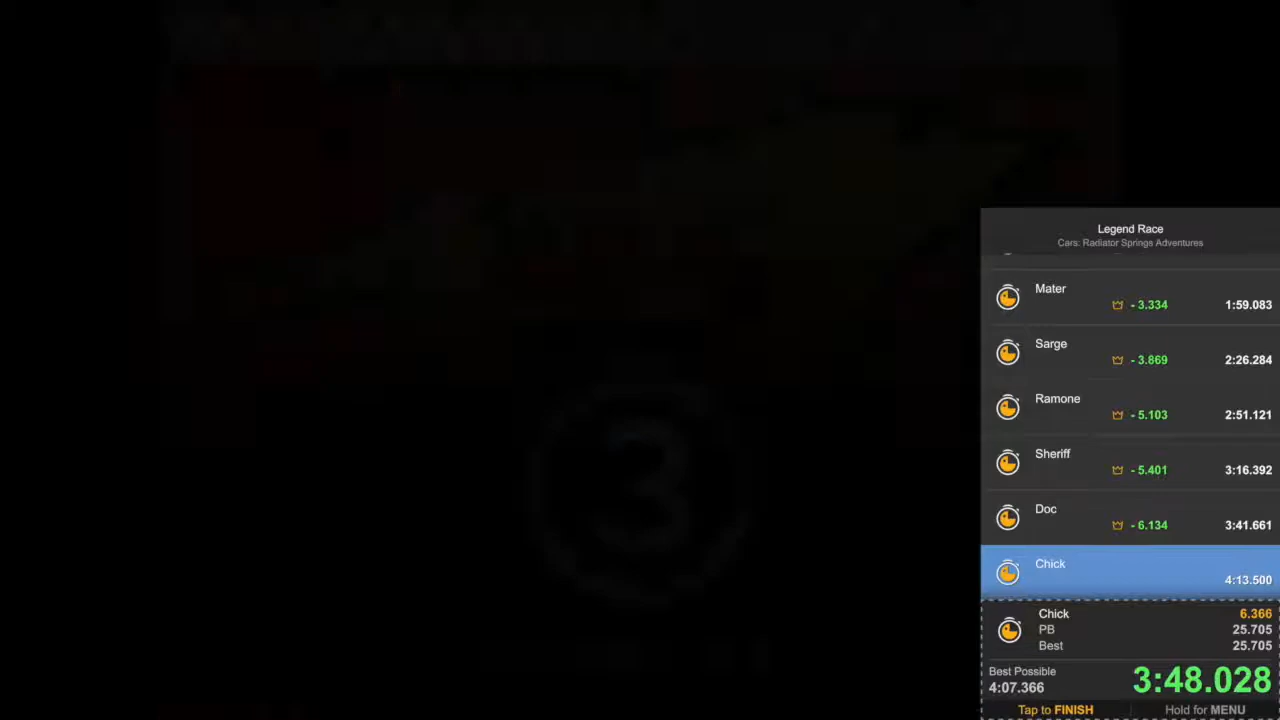 3
Legend Race
Cars: Radiator Springs Adventures
Mater
- 3.334 1:59.083
Sarge
- 3.869 2:26.284
Ramone
- 5.103 2:51.121
Sheriff
- 5.401 3:16.392
Doc
- 6.134 3:41.661
Chick
4:13.500
Chick 6.366
PB 25.705
Best 25.705
Best Possible
4:07.366 3:48.028
Tap to FINISH Hold for MENU